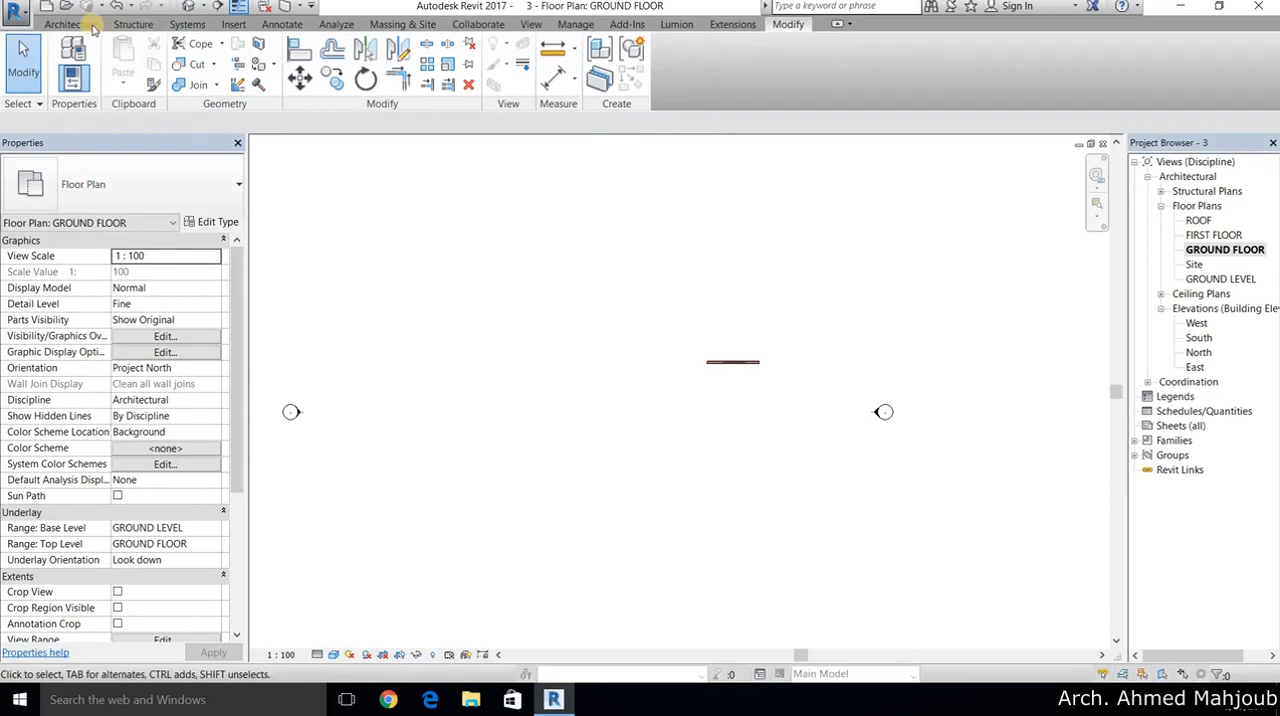 Autodesk Revit 2017 - 3 - Floor Plan: GROUND FLOOR
Type a keyword or phrase
Sign In
Structure Systems Insert Annotate Analyze Massing & Site Collaborate View Manage Add-Ins Lumion Extensions Modify
Modify
Paste
Cope
Cut
Join
Select Properties Clipboard Geometry Modify View Measure Create
Properties
Floor Plan
Floor Plan: GROUND FLOOR
Edit Type
Graphics
View Scale 1 : 100
Scale Value 1: 100
Display Model Normal
Detail Level Fine
Parts Visibility Show Original
Visibility/Graphics Ov... Edit...
Graphic Display Opti... Edit...
Orientation Project North
Wall Join Display Clean all wall joins
Discipline Architectural
Show Hidden Lines By Discipline
Color Scheme Location Background
Color Scheme <none>
System Color Schemes Edit...
Default Analysis Displ... None
Sun Path
Underlay
Range: Base Level GROUND LEVEL
Range: Top Level GROUND FLOOR
Underlay Orientation Look down
Extents
Crop View
Crop Region Visible
Annotation Crop
View Range Edit...
Properties help
Apply
1 : 100
Project Browser - 3
Views (Discipline)
Architectural
Structural Plans
Floor Plans
ROOF
FIRST FLOOR
GROUND FLOOR
Site
GROUND LEVEL
Ceiling Plans
Elevations (Building Ele
West
South
North
East
Coordination
Legends
Schedules/Quantities
Sheets (all)
Families
Groups
Revit Links
Click to select, TAB for alternates, CTRL adds, SHIFT unselects.
:0
Main Model
:0
Search the web and Windows
Arch. Ahmed Mahjoub